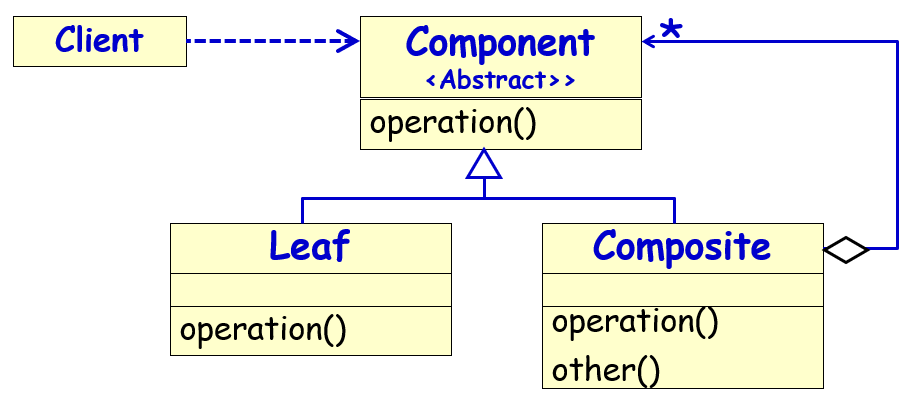 Client
Component
*
<Abstract>>
operation()
Leaf
Composite
operation()
operation()
other()